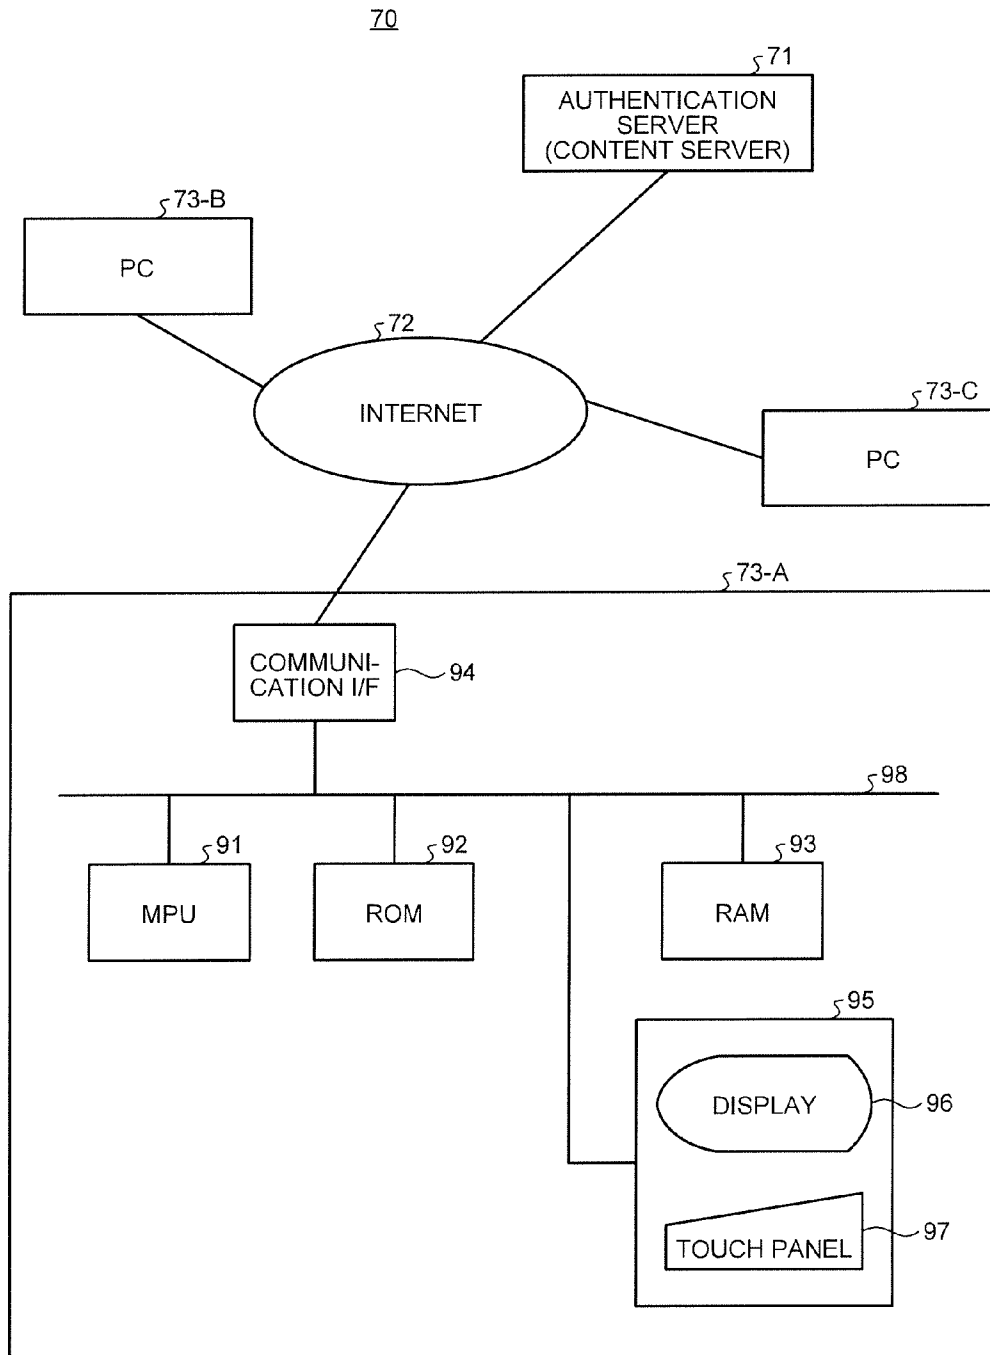 70
71
AUTHENTICATION
SERVER
(CONTENT SERVER)
73-B
PC
72
INTERNET
73-C
PC
73-A
COMMUNI-
CATION I/F
94
98
91
MPU
92
ROM
93
RAM
95
DISPLAY
96
TOUCH PANEL
97